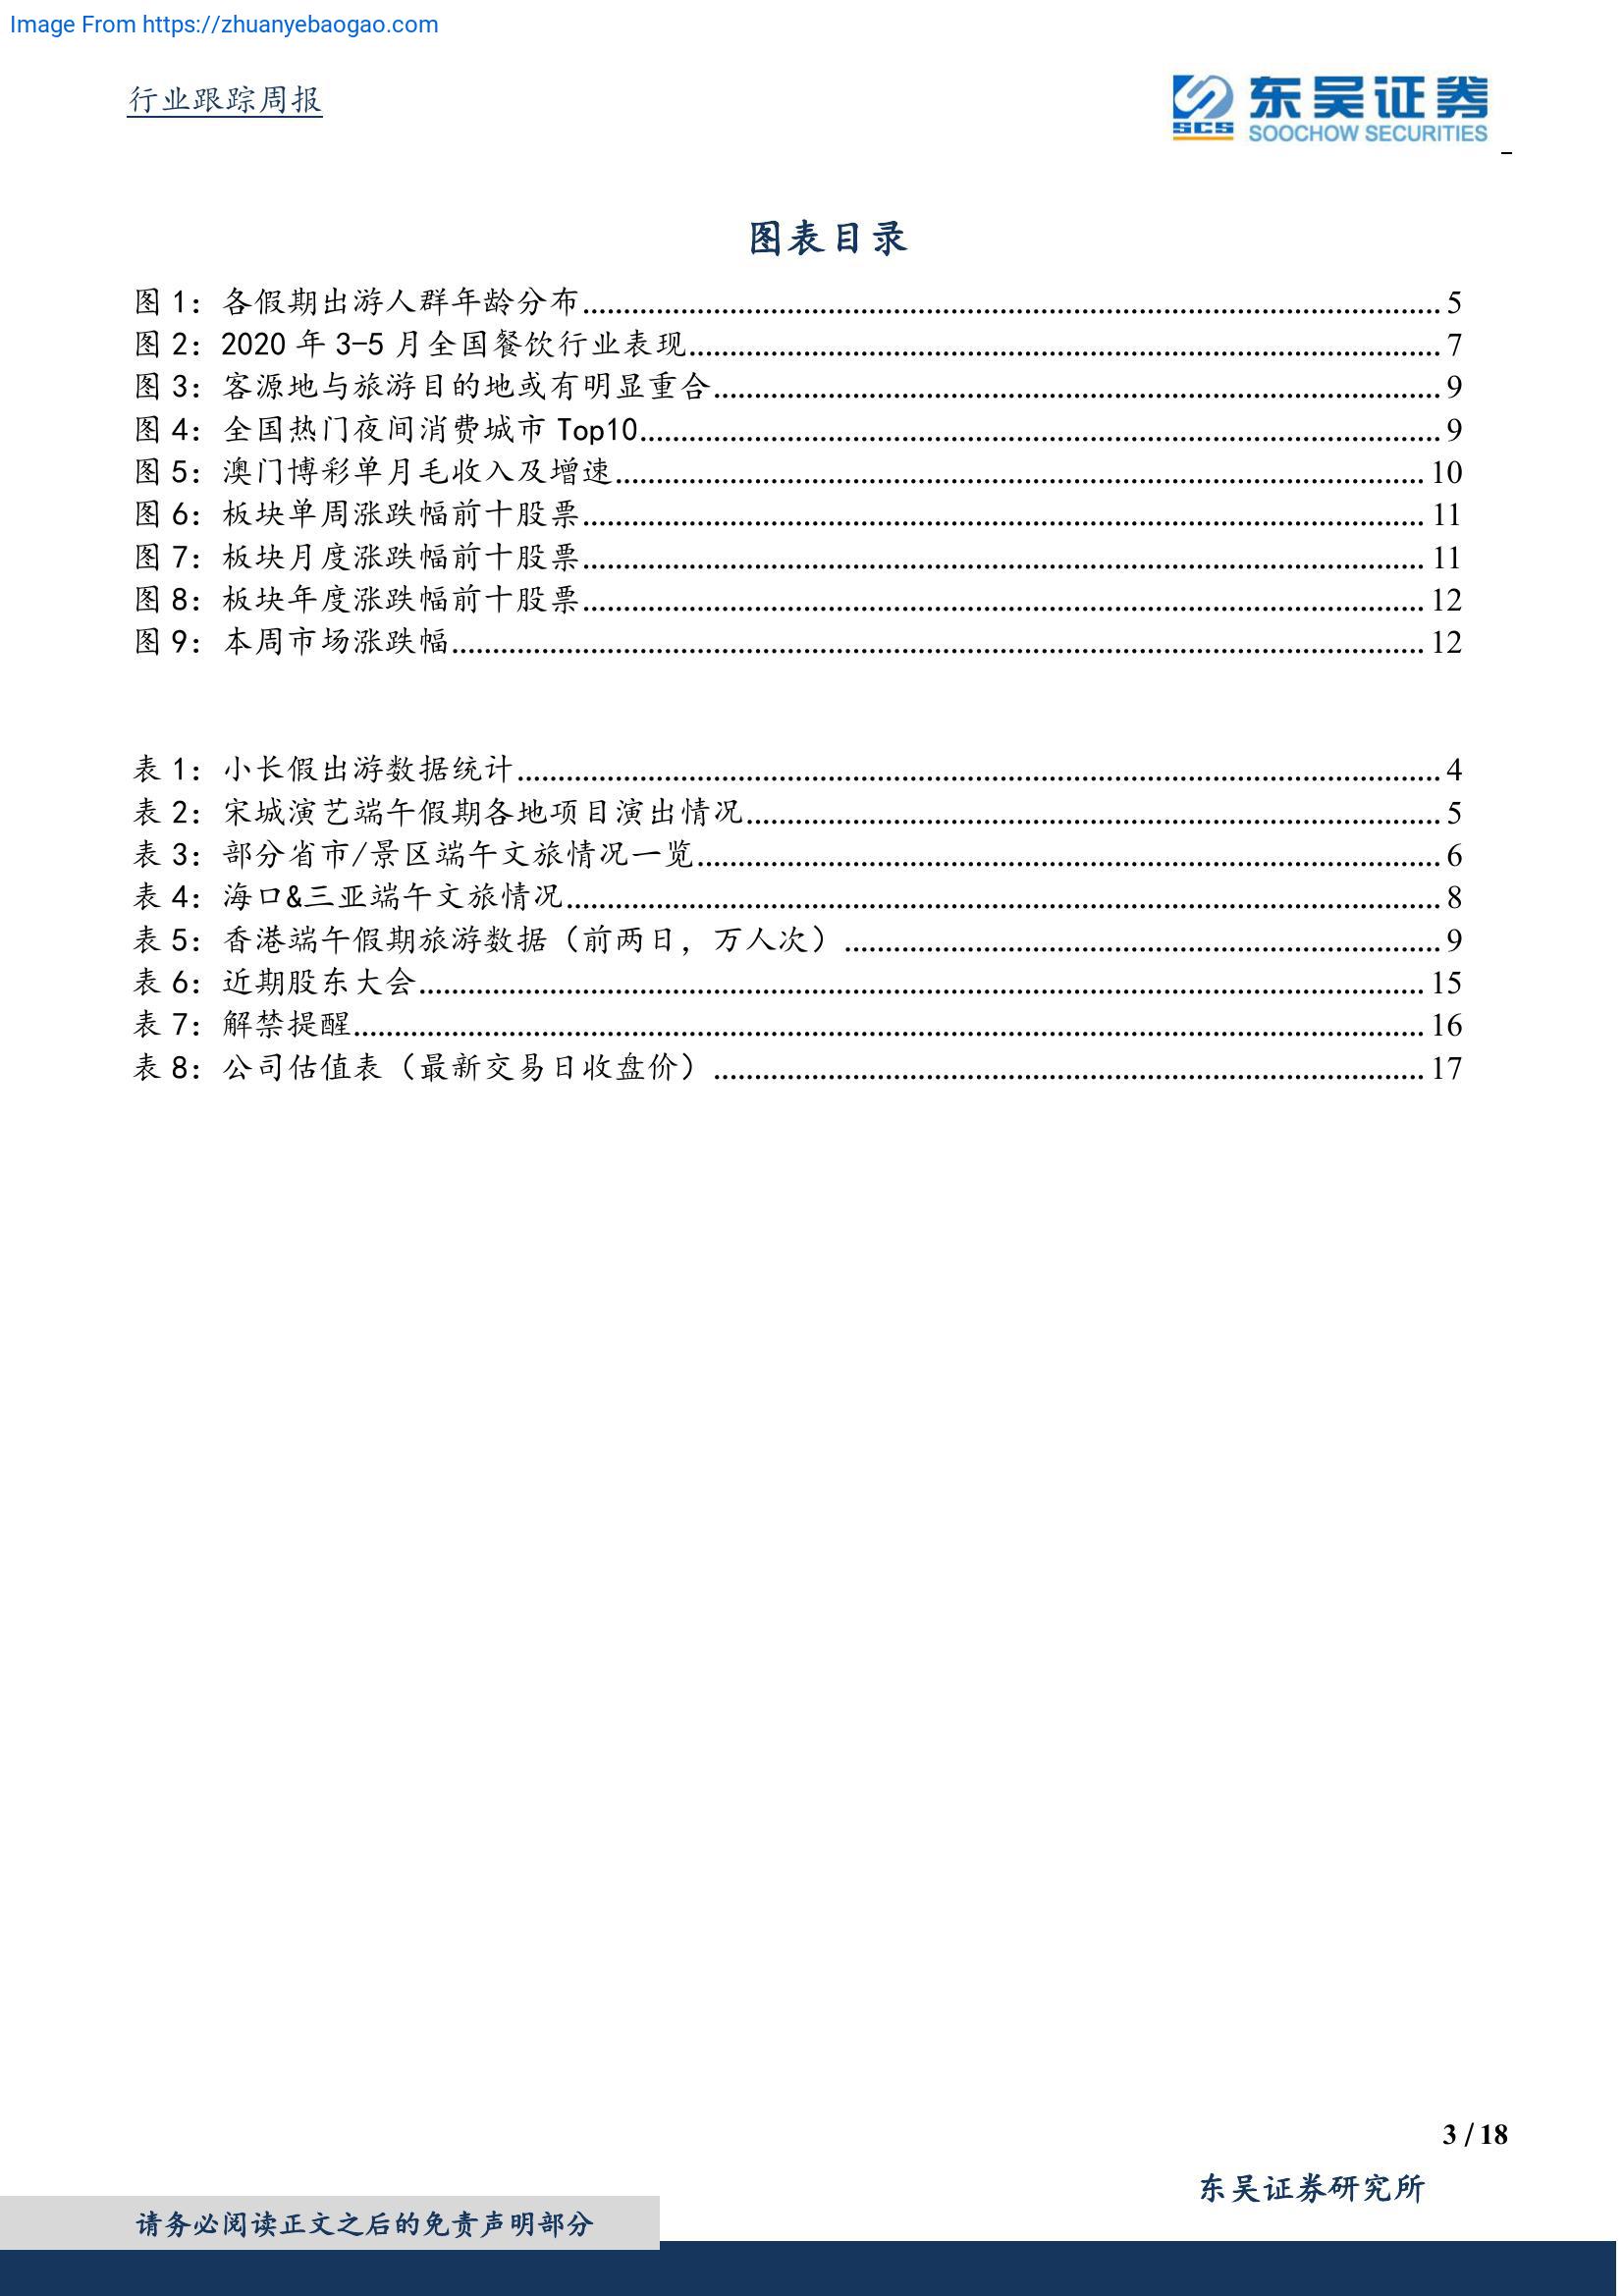 Image From https://zhuanyebaogao.com
行业跟踪周报
SCS 东吴证券
SOOCHOW SECURITIES
图表目录
图 1：各假期出游人群年龄分布 5
图 2：2020 年 3-5 月全国餐饮行业表现 7
图 3：客源地与旅游目的地或有明显重合 9
图 4：全国热门夜间消费城市 Top10 9
图 5：澳门博彩单月毛收入及增速 10
图 6：板块单周涨跌幅前十股票 11
图 7：板块月度涨跌幅前十股票 11
图 8：板块年度涨跌幅前十股票 12
图 9：本周市场涨跌幅 12
表 1：小长假出游数据统计 4
表 2：宋城演艺端午假期各地项目演出情况 5
表 3：部分省市/景区端午文旅情况一览 6
表 4：海口&三亚端午文旅情况 8
表 5：香港端午假期旅游数据（前两日，万人次） 9
表 6：近期股东大会 15
表 7：解禁提醒 16
表 8：公司估值表（最新交易日收盘价） 17
3 / 18
东吴证券研究所
请务必阅读正文之后的免责声明部分